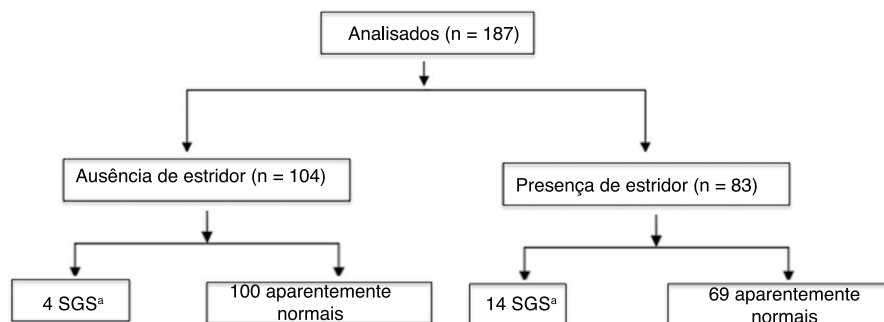 Analisados (n = 187)
Ausência de estridor (n = 104)
Presença de estridor (n = 83)
4 SGSª
100 aparentemente
normais
14 SGSª
69 aparentemente
normais